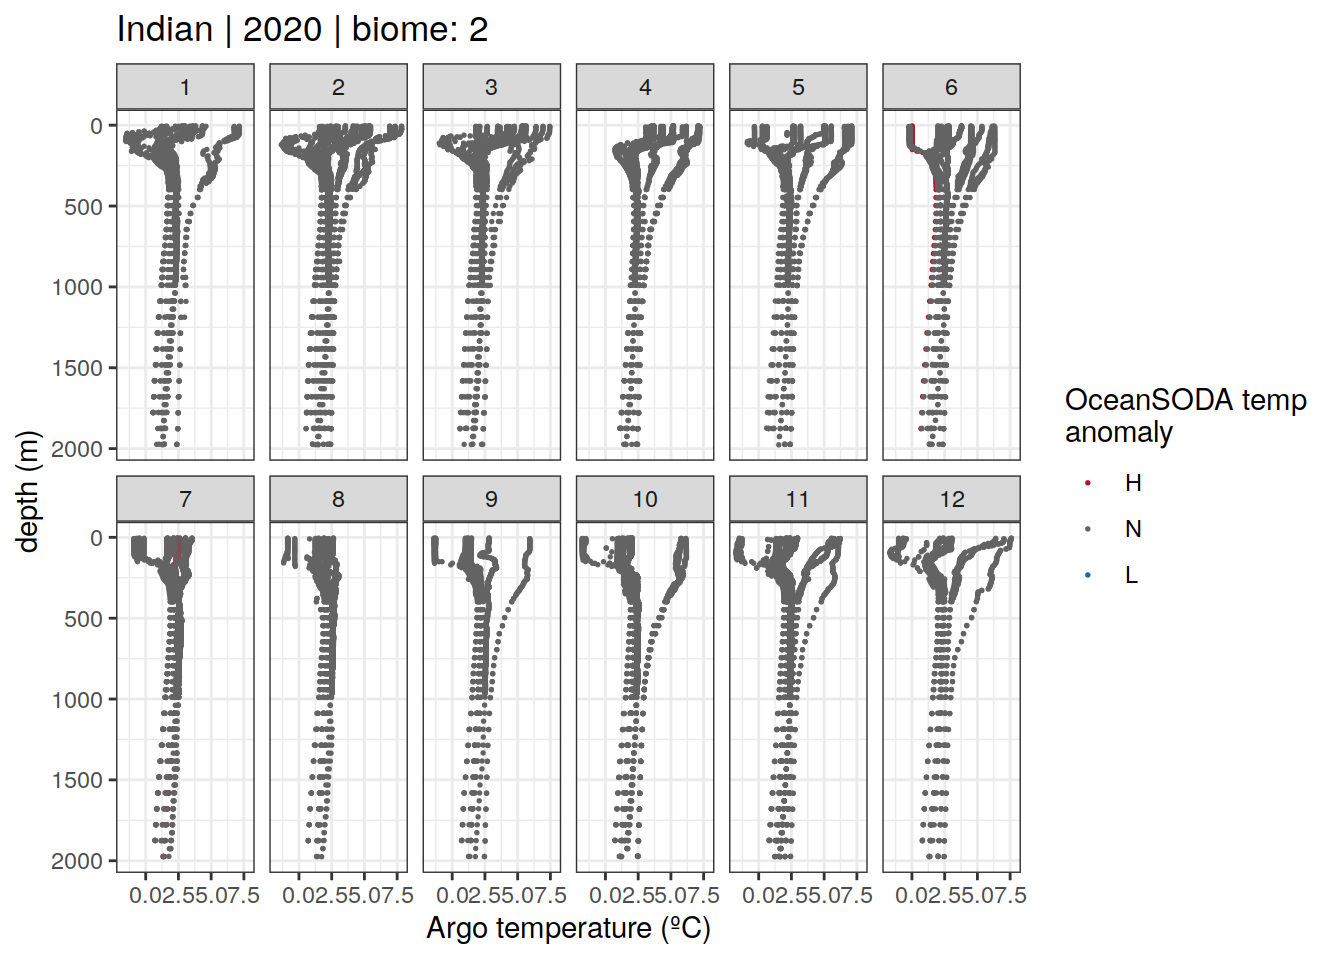 Indian | 2020 | biome: 2
1 2 3 4 5 6
0
500
1000
1500
2000
7 8 9 10 11 12
0
500
1000
1500
2000
depth (m)
0.02.55.07.5 0.02.55.07.5 0.02.55.07.5 0.02.55.07.5 0.02.55.07.5 0.02.55.07.5
Argo temperature (ºC)
OceanSODA temp
anomaly
H
N
L